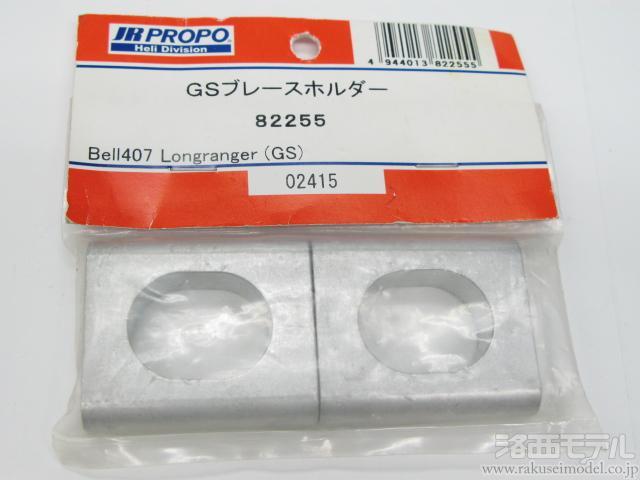 JR PROPO
Heli Division
4 944013 822555
GSブレースホルダー
82255
Bell407 Longranger (GS)
02415
洛西モデル
www.rakuseimodel.co.jp